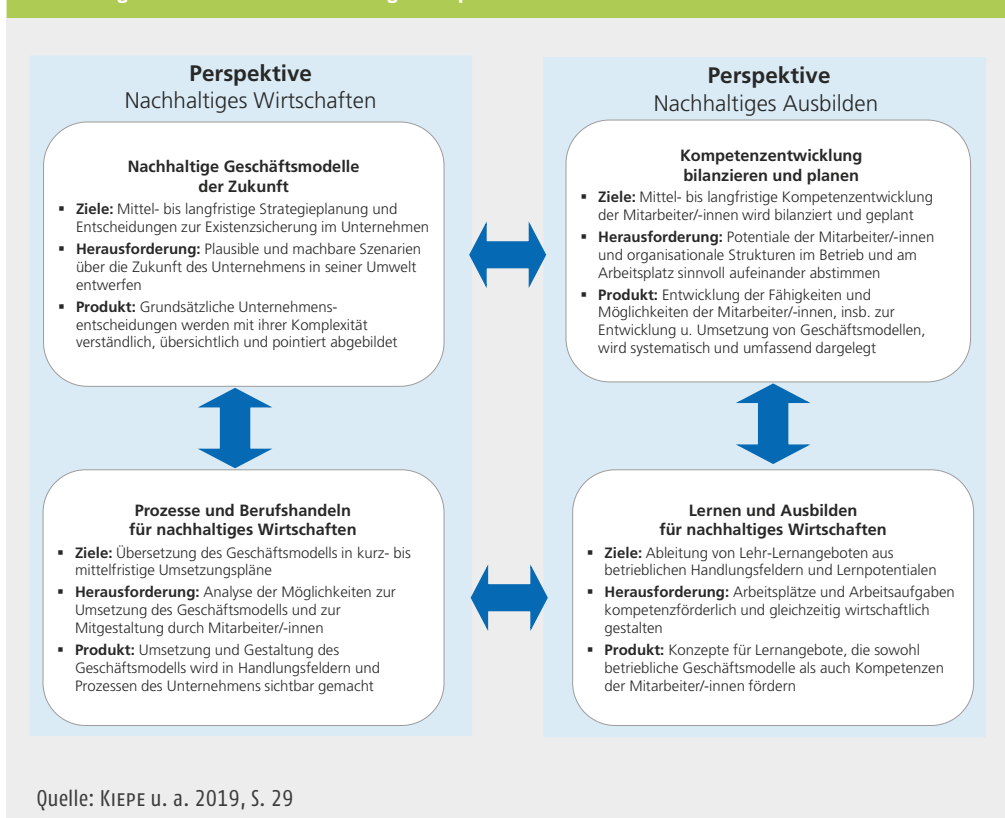 Perspektive
Nachhaltiges Wirtschaften
Nachhaltige Geschäftsmodelle
der Zukunft
▪ Ziele: Mittel- bis langfristige Strategieplanung und
Entscheidungen zur Existenzsicherung im Unternehmen
▪ Herausforderung: Plausible und machbare Szenarien
über die Zukunft des Unternehmens in seiner Umwelt
entwerfen
▪ Produkt: Grundsätzliche Unternehmens-
entscheidungen werden mit ihrer Komplexität
verständlich, übersichtlich und pointiert abgebildet
Prozesse und Berufshandeln
für nachhaltiges Wirtschaften
▪ Ziele: Übersetzung des Geschäftsmodells in kurz- bis
mittelfristige Umsetzungspläne
▪ Herausforderung: Analyse der Möglichkeiten zur
Umsetzung des Geschäftsmodells und zur
Mitgestaltung durch Mitarbeiter/-innen
▪ Produkt: Umsetzung und Gestaltung des
Geschäftsmodells wird in Handlungsfeldern und
Prozessen des Unternehmens sichtbar gemacht
Perspektive
Nachhaltiges Ausbilden
Kompetenzentwicklung
bilanzieren und planen
▪ Ziele: Mittel- bis langfristige Kompetenzentwicklung
der Mitarbeiter/-innen wird bilanziert und geplant
▪ Herausforderung: Potentiale der Mitarbeiter/-innen
und organisationale Strukturen im Betrieb und am
Arbeitsplatz sinnvoll aufeinander abstimmen
▪ Produkt: Entwicklung der Fähigkeiten und
Möglichkeiten der Mitarbeiter/-innen, insb. zur
Entwicklung u. Umsetzung von Geschäftsmodellen,
wird systematisch und umfassend dargelegt
Lernen und Ausbilden
für nachhaltiges Wirtschaften
▪ Ziele: Ableitung von Lehr-Lernangeboten aus
betrieblichen Handlungsfeldern und Lernpotentialen
▪ Herausforderung: Arbeitsplätze und Arbeitsaufgaben
kompetenzförderlich und gleichzeitig wirtschaftlich
gestalten
▪ Produkt: Konzepte für Lernangebote, die sowohl
betriebliche Geschäftsmodelle als auch Kompetenzen
der Mitarbeiter/-innen fördern
Quelle: KIEPE u. a. 2019, S. 29